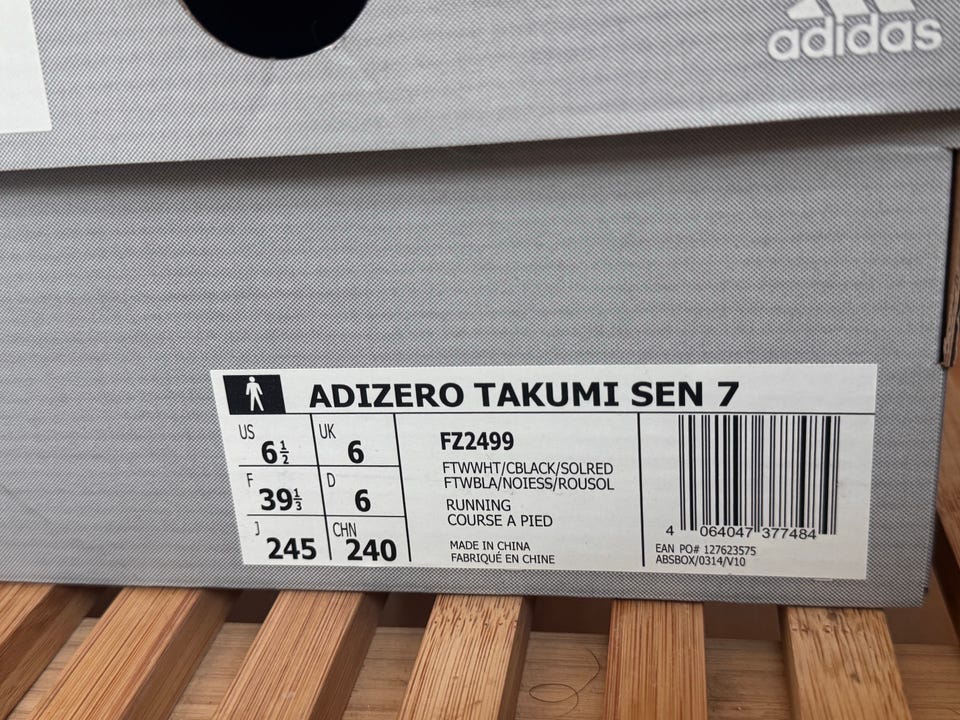 adidas
ADIZERO TAKUMI SEN 7
US 6½ UK 6
F 39⅓ D 6
J 245 CHN 240
FZ2499
FTWWHT/CBLACK/SOLRED
FTWBLA/NOIESS/ROUSOL
RUNNING
COURSE A PIED
MADE IN CHINA
FABRIQUÉ EN CHINE
4 064047 377484
EAN PO# 127623575
ABSBOX/0314/V10